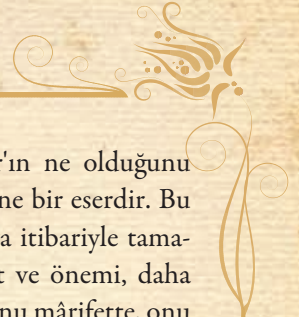 'ın ne olduğunu
ne bir eserdir. Bu
a itibariyle tama-
t ve önemi, daha
nu mârifette, onu